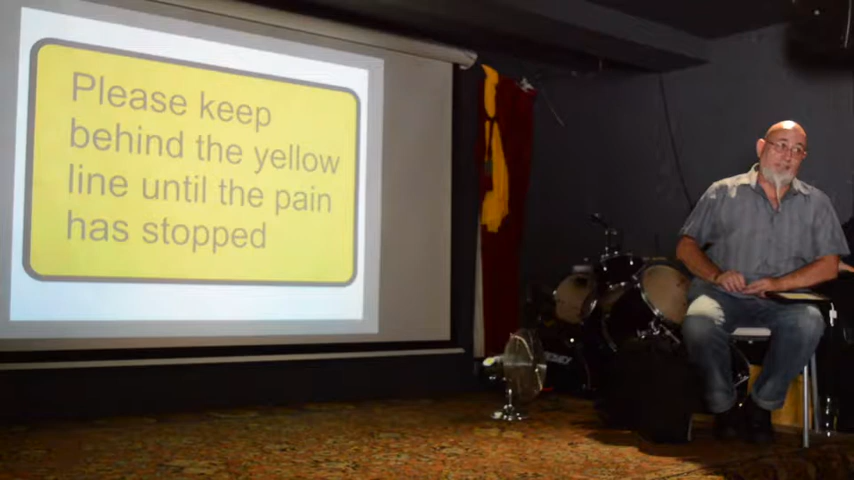 Please keep
behind the yellow
line until the pain
has stopped